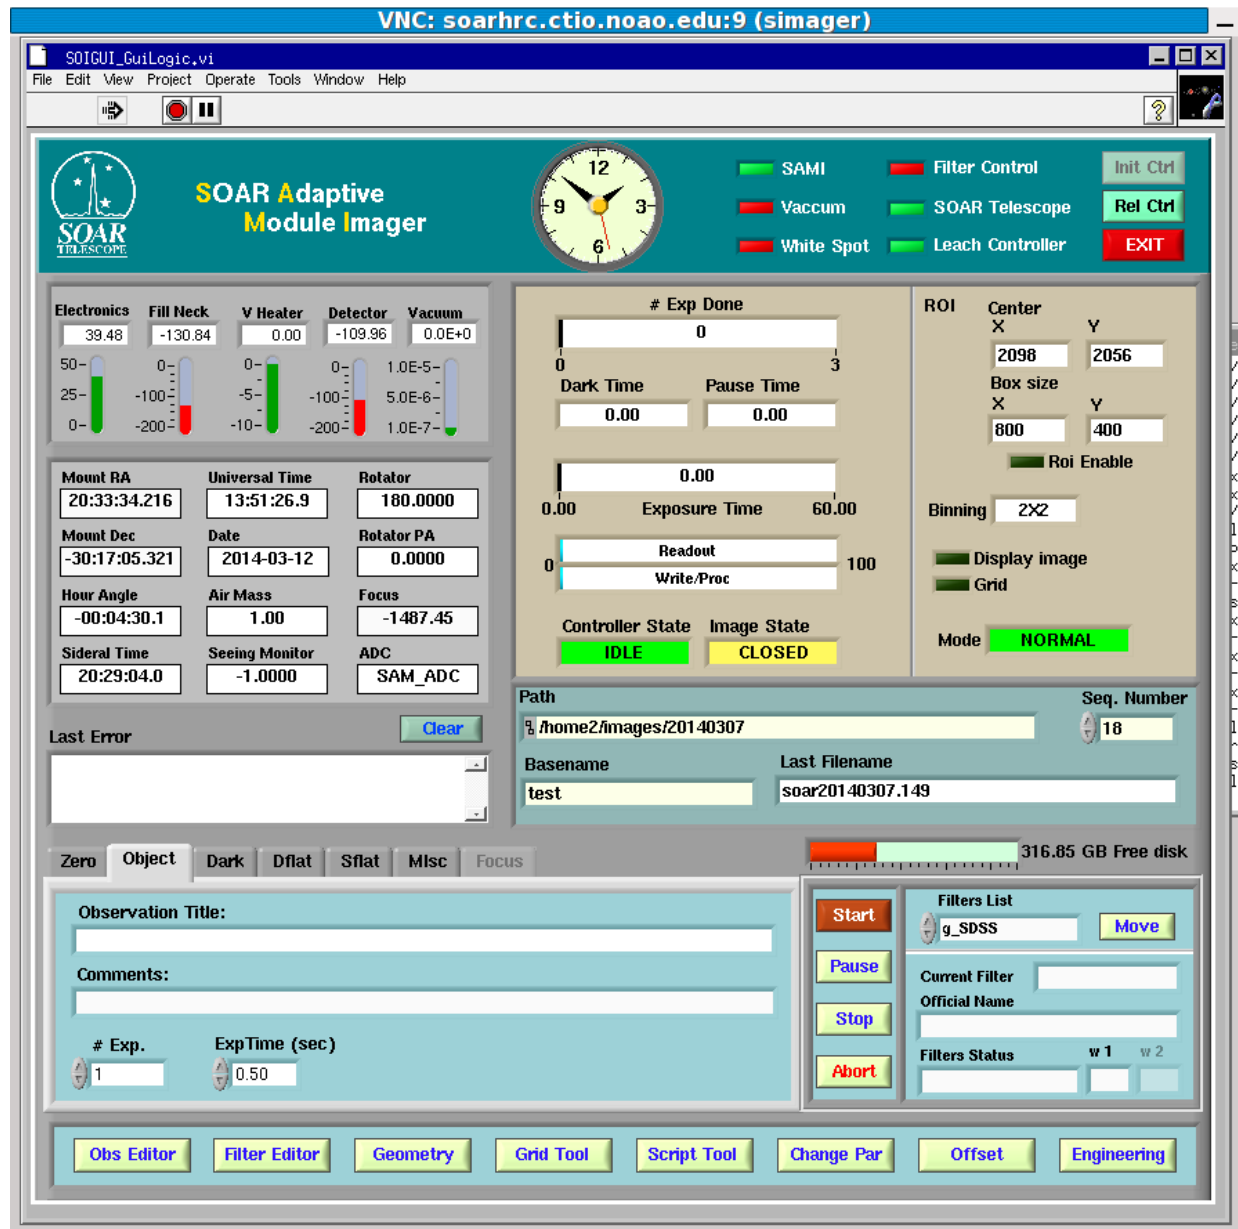 VNC: soarhrc.ctio.noao.edu:9 (simager)
SOIGUI_GuiLogic.vi
File Edit View Project Operate Tools Window Help
SOAR
TELESCOPE
SOAR Adaptive
Module Imager
12
9 3
6
SAMI Filter Control Init Ctrl
Vaccum SOAR Telescope Rel Ctrl
White Spot Leach Controller EXIT
Electronics Fill Neck V Heater Detector Vacuum
39.48 -130.84 0.00 -109.96 0.0E+0
50- 0- 0- 0- 1.0E-5-
25- -100- -5- -100- 5.0E-6-
0- -200- -10- -200- 1.0E-7-
Mount RA Universal Time Rotator
20:33:34.216 13:51:26.9 180.0000
Mount Dec Date Rotator PA
-30:17:05.321 2014-03-12 0.0000
Hour Angle Air Mass Focus
-00:04:30.1 1.00 -1487.45
Sideral Time Seeing Monitor ADC
20:29:04.0 -1.0000 SAM_ADC
Last Error Clear
# Exp Done
0
0 3
Dark Time Pause Time
0.00 0.00
0.00
0.00 Exposure Time 60.00
Readout
0 100
Write/Proc
Controller State Image State
IDLE CLOSED
ROI Center
X Y
2098 2056
Box size
X Y
800 400
Roi Enable
Binning 2X2
Display image
Grid
Mode NORMAL
Path Seq. Number
/home2/images/20140307 18
Basename Last Filename
test soar20140307.149
316.85 GB Free disk
Zero Object Dark Dflat Sflat MIsc Focus
Observation Title:
Comments:
# Exp. ExpTime (sec)
1 0.50
Start
Pause
Stop
Abort
Filters List
g_SDSS Move
Current Filter
Official Name
Filters Status w 1 w 2
Obs Editor Filter Editor Geometry Grid Tool Script Tool Change Par Offset Engineering